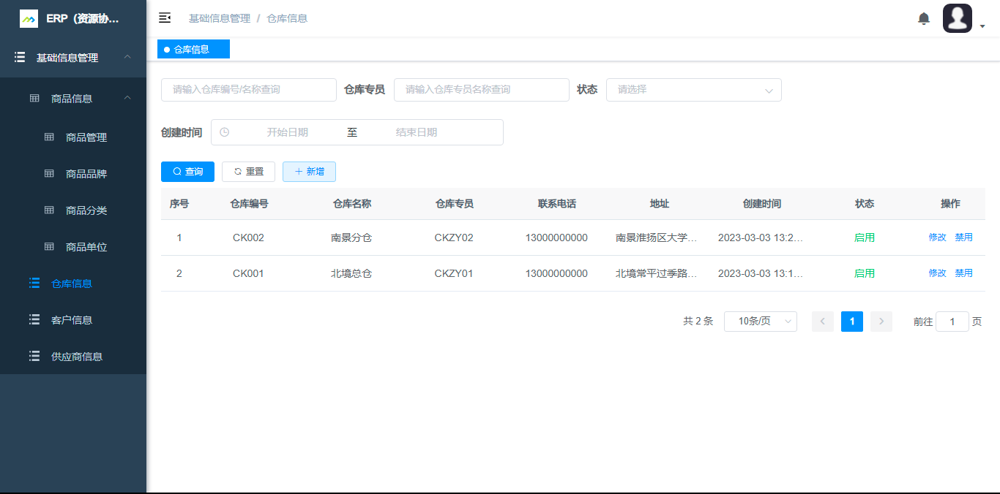 ERP（资源协...
基础信息管理
商品信息
商品管理
商品品牌
商品分类
商品单位
仓库信息
客户信息
供应商信息
基础信息管理 / 仓库信息
仓库信息
请输入仓库编号/名称查询 仓库专员 请输入仓库专员名称查询 状态 请选择
创建时间 开始日期 至 结束日期
查询 重置 新增
序号 仓库编号 仓库名称 仓库专员 联系电话 地址 创建时间 状态 操作
1 CK002 南景分仓 CKZY02 13000000000 南景淮扬区大学... 2023-03-03 13:2... 启用 修改 禁用
2 CK001 北境总仓 CKZY01 13000000000 北境常平过季路... 2023-03-03 13:1... 启用 修改 禁用
共 2 条 10条/页 1 前往 1 页